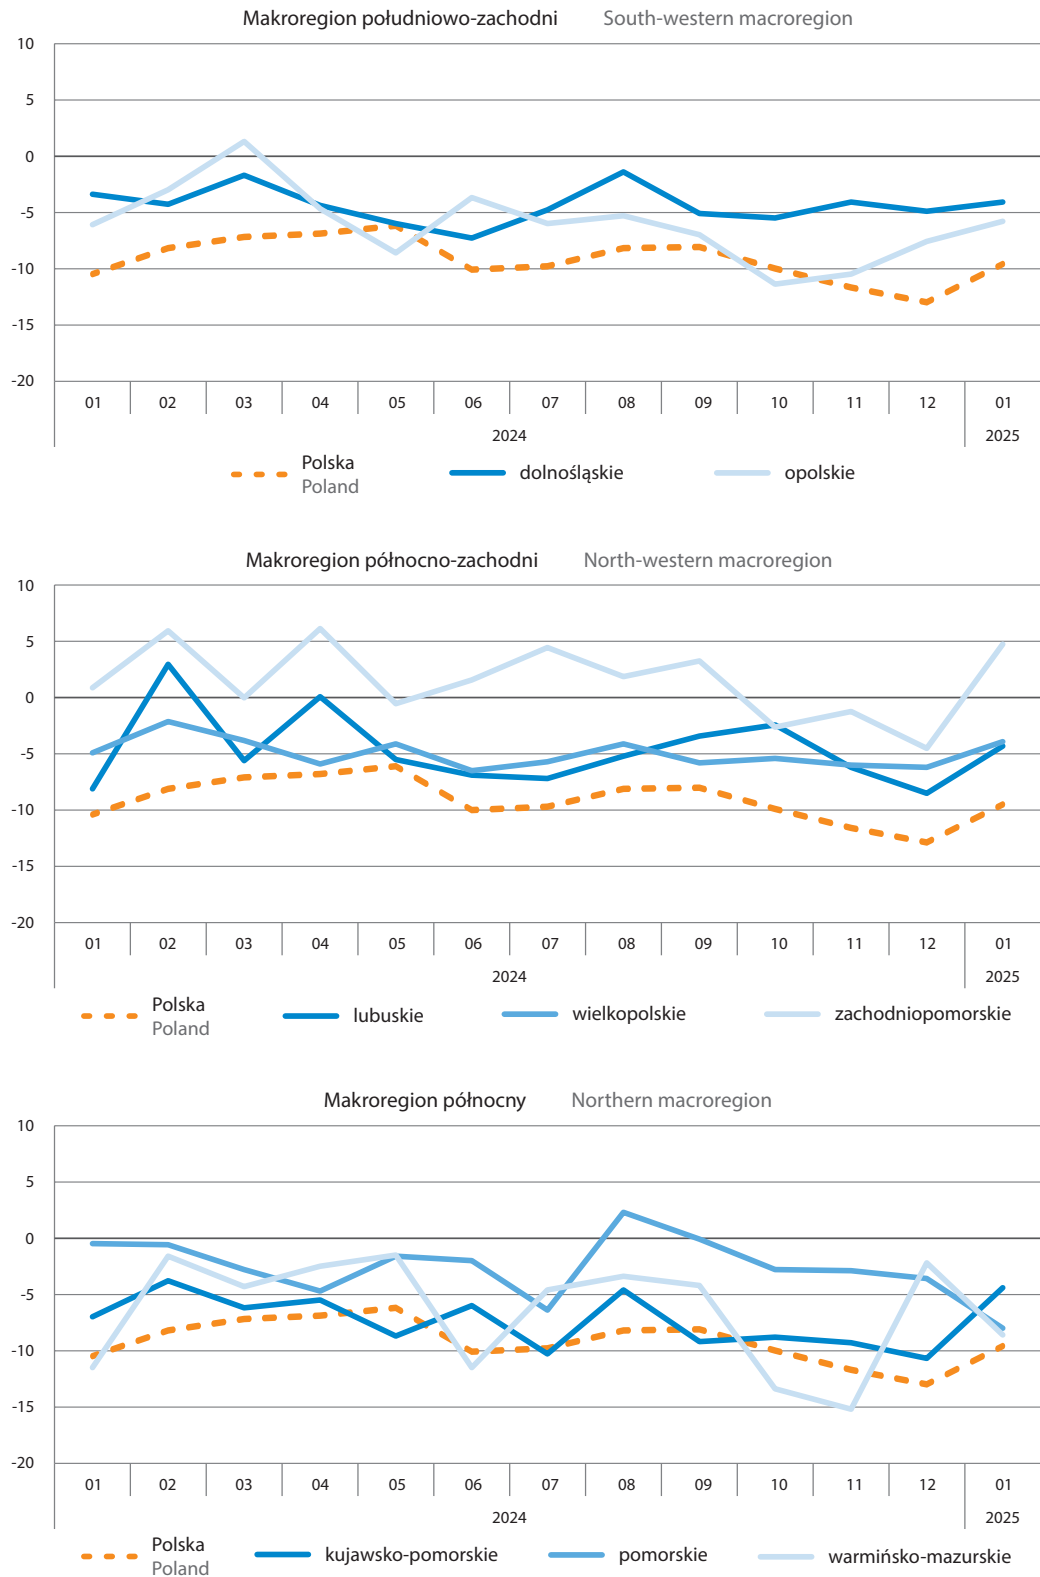 Makroregion południowo-zachodni South-western macroregion
10
5
0
-5
-10
-15
-20
01 02 03 04 05 06 07 08 09 10 11 12 01
2024 2025
Polska
Poland
dolnośląskie
opolskie
Makroregion północno-zachodni North-western macroregion
10
5
0
-5
-10
-15
-20
01 02 03 04 05 06 07 08 09 10 11 12 01
2024 2025
Polska
Poland
lubuskie
wielkopolskie
zachodniopomorskie
Makroregion północny Northern macroregion
10
5
0
-5
-10
-15
-20
01 02 03 04 05 06 07 08 09 10 11 12 01
2024 2025
Polska
Poland
kujawsko-pomorskie
pomorskie
warmińsko-mazurskie